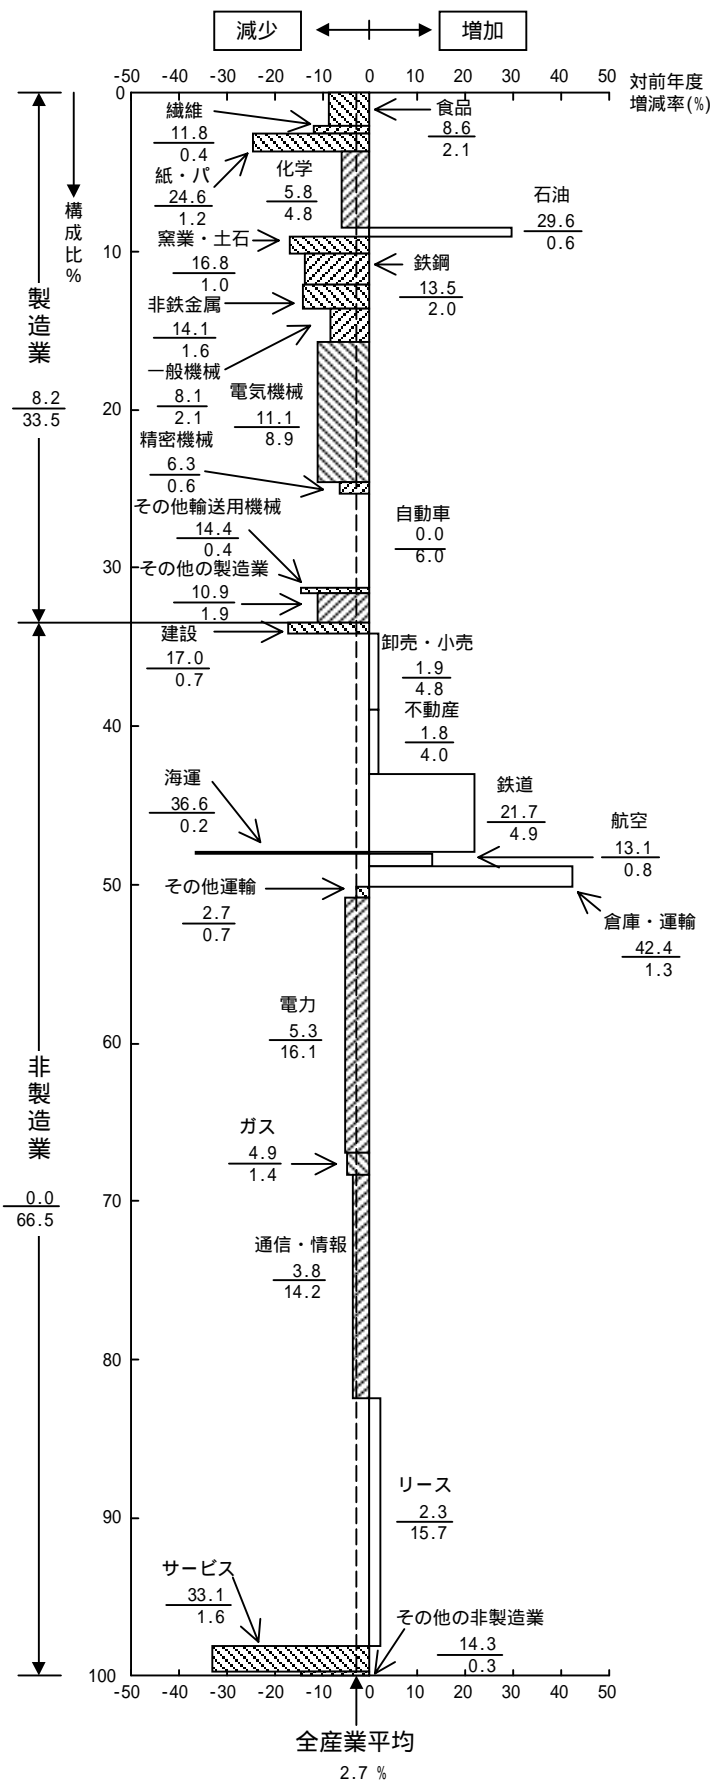 減少
増加
-50 -40 -30 -20 -10 0 10 20 30 40 50
対前年度
増減率(%)
0
10
20
30
40
50
60
70
80
90
100
構成比%
製造業
8.2
33.5
非製造業
0.0
66.5
食品
8.6
2.1
繊維
11.8
0.4
紙・パ
24.6
1.2
化学
5.8
4.8
石油
29.6
0.6
窯業・土石
16.8
1.0
鉄鋼
13.5
2.0
非鉄金属
14.1
1.6
一般機械
8.1
2.1
電気機械
11.1
8.9
精密機械
6.3
0.6
自動車
0.0
6.0
その他輸送用機械
14.4
0.4
その他の製造業
10.9
1.9
建設
17.0
0.7
卸売・小売
1.9
4.8
不動産
1.8
4.0
鉄道
21.7
4.9
海運
36.6
0.2
航空
13.1
0.8
倉庫・運輸
42.4
1.3
その他運輸
2.7
0.7
電力
5.3
16.1
ガス
4.9
1.4
通信・情報
3.8
14.2
リース
2.3
15.7
サービス
33.1
1.6
その他の非製造業
14.3
0.3
-50 -40 -30 -20 -10 0 10 20 30 40 50
全産業平均
2.7 %